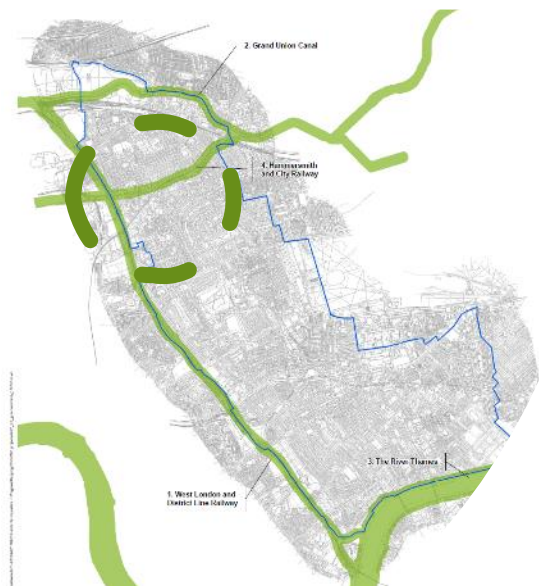 2. Grand Union Canal
4. Hammersmith
and City Railway
3. The River Thames
1. West London and
District Line Railway